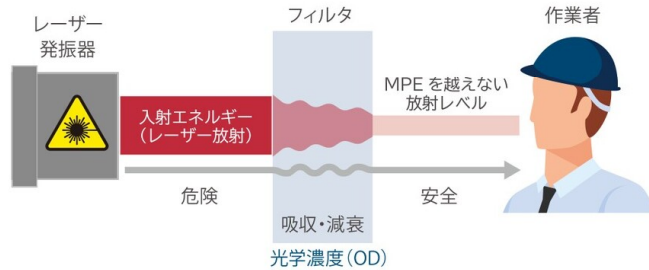 レーザー
発振器
フィルタ
作業者
入射エネルギー
（レーザー放射）
MPE を越えない
放射レベル
危険
安全
吸収・減衰
光学濃度（OD）